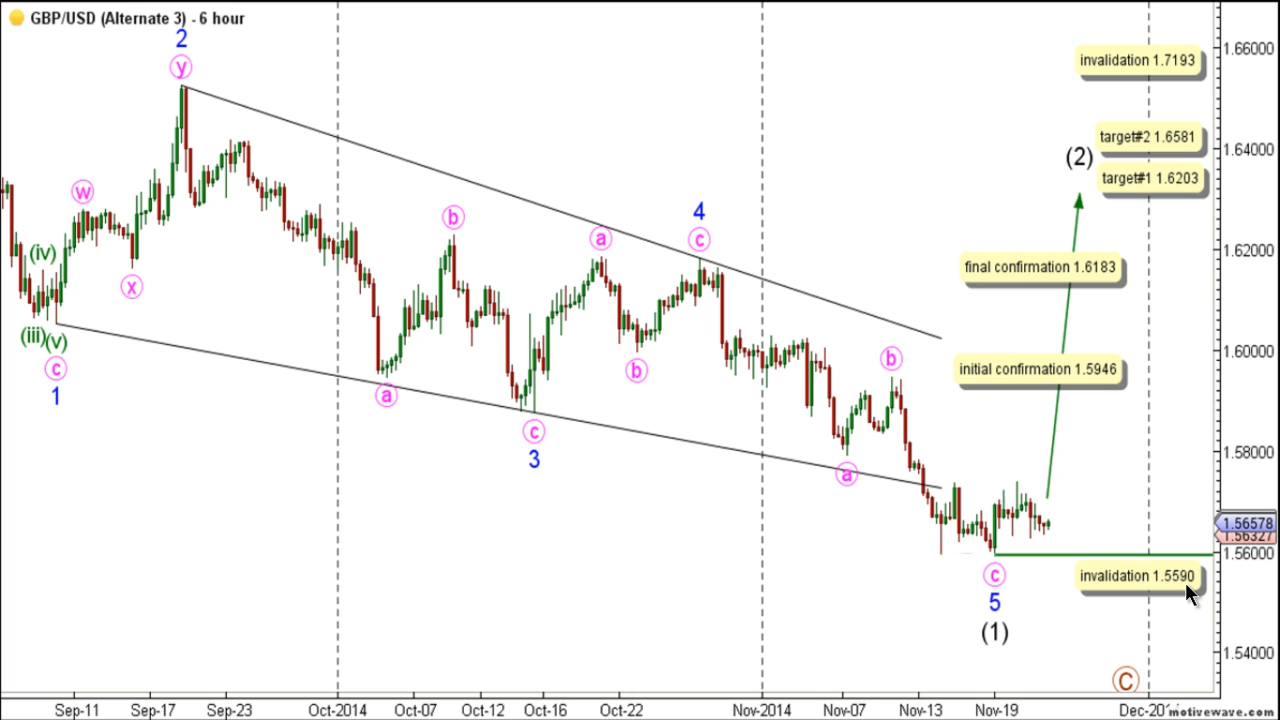 GBP/USD (Alternate 3) - 6 hour
2
y
invalidation 1.7193
1.66000
target#2 1.6581
1.64000
(2)
target#1 1.6203
w
b
4
a
c
(iv)
1.62000
final confirmation 1.6183
x
(iii)
(v)
1.60000
c
b
b
initial confirmation 1.5946
1
a
c
3
a
1.58000
1.56578
1.56327
1.56000
c
invalidation 1.5590
5
(1)
1.54000
C
Sep-11 Sep-17 Sep-23 Oct-2014 Oct-07 Oct-12 Oct-16 Oct-22 Nov-2014 Nov-07 Nov-13 Nov-19
motivewave.com